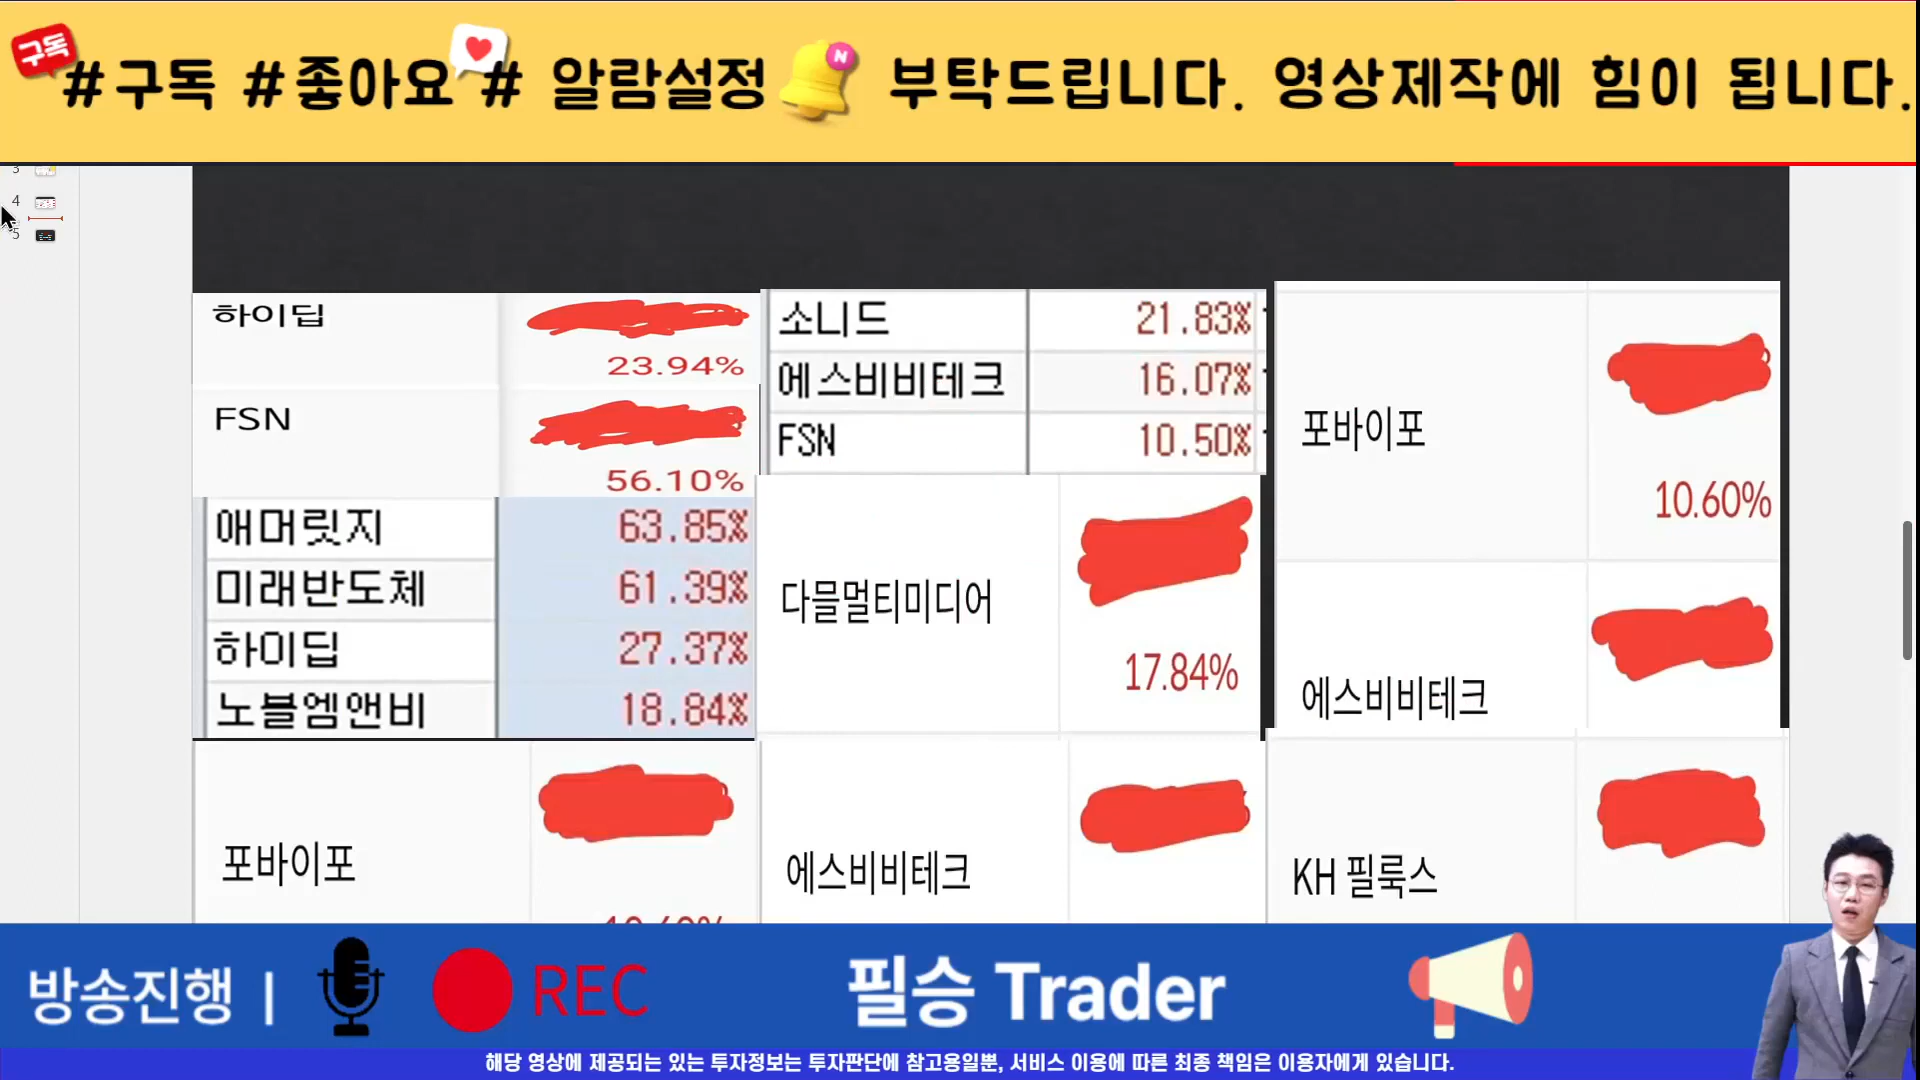 구독
#구독 #좋아요 # 알람설정 N 부탁드립니다. 영상제작에 힘이 됩니다.
3
4
5
하이딥
23.94%
FSN
56.10%
애머릿지 63.85%
미래반도체 61.39%
하이딥 27.37%
노블엠앤비 18.84%
소니드 21.83%
에스비비테크 16.07%
FSN 10.50%
다믈멀티미디어
17.84%
포바이포
10.60%
에스비비테크
포바이포
에스비비테크
KH 필룩스
방송진행 | REC 필승 Trader
해당 영상에 제공되는 있는 투자정보는 투자판단에 참고용일뿐, 서비스 이용에 따른 최종 책임은 이용자에게 있습니다.